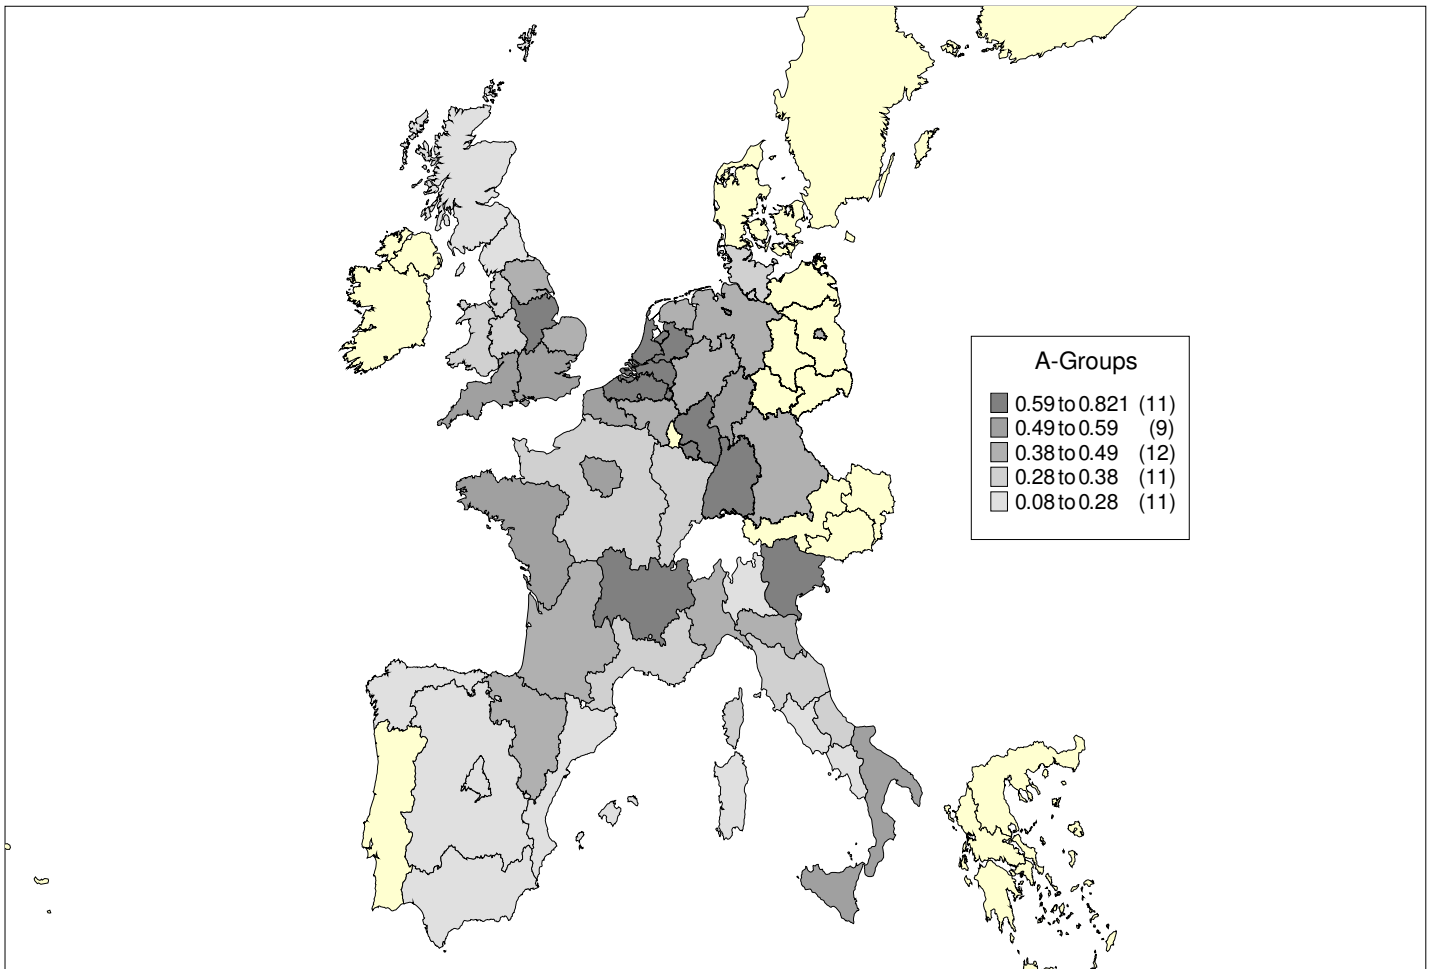 A-Groups
0.59 to 0.821 (11)
0.49 to 0.59 (9)
0.38 to 0.49 (12)
0.28 to 0.38 (11)
0.08 to 0.28 (11)